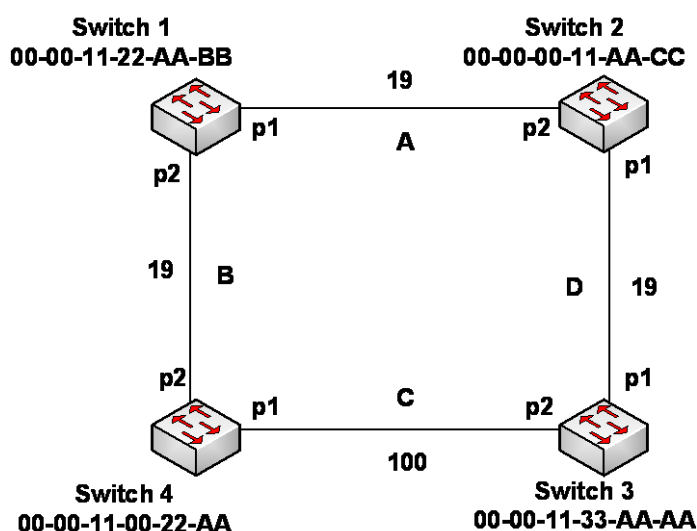 Switch 1
00-00-11-22-AA-BB
Switch 2
00-00-00-11-AA-CC
19
p1
p2
A
p2
p1
19
B
D
19
p2
p1
p1
C
p2
100
Switch 4
00-00-11-00-22-AA
Switch 3
00-00-11-33-AA-AA